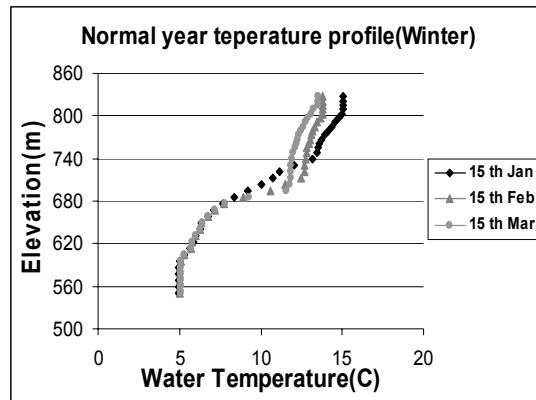 Normal year teperature profile(Winter)
860
800
740
680
620
560
500
Elevation(m)
0 5 10 15 20
Water Temperature(C)
15 th Jan
15 th Feb
15 th Mar